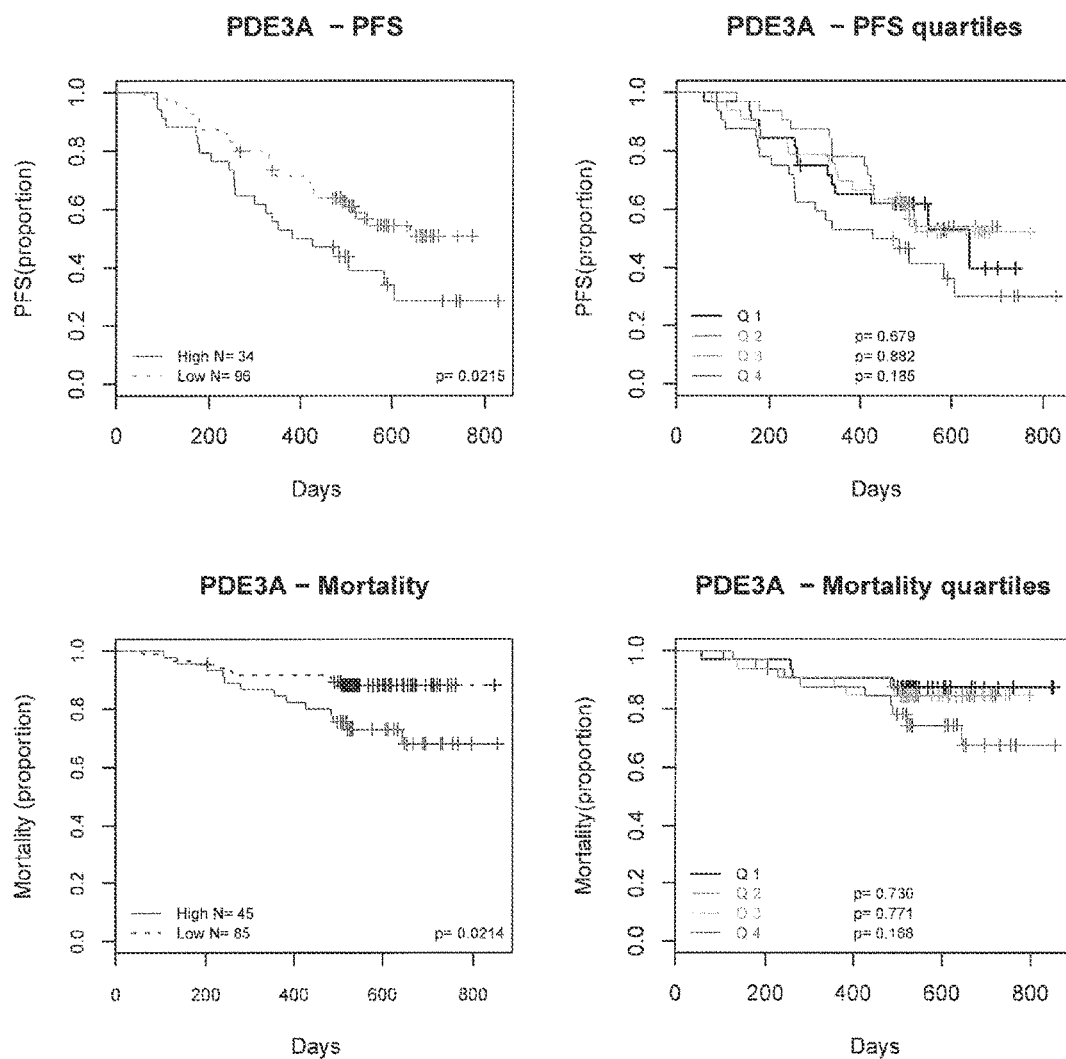 PDE3A – PFS
PFS(proportion)
1.0
0.8
0.6
0.4
0.2
0.0
High N= 34
Low N= 96
p= 0.0215
0
200
400
600
800
Days
PDE3A – PFS quartiles
PFS(proportion)
1.0
0.8
0.6
0.4
0.2
0.0
Q 1
Q 2
p= 0.679
Q 3
p= 0.882
Q 4
p= 0.185
0
200
400
600
800
Days
PDE3A – Mortality
Mortality (proportion)
1.0
0.8
0.6
0.4
0.2
0.0
High N= 45
Low N= 85
p= 0.0214
0
200
400
600
800
Days
PDE3A – Mortality quartiles
Mortality(proportion)
1.0
0.8
0.6
0.4
0.2
0.0
Q 1
Q 2
p= 0.730
Q 3
p= 0.771
Q 4
p= 0.168
0
200
400
600
800
Days